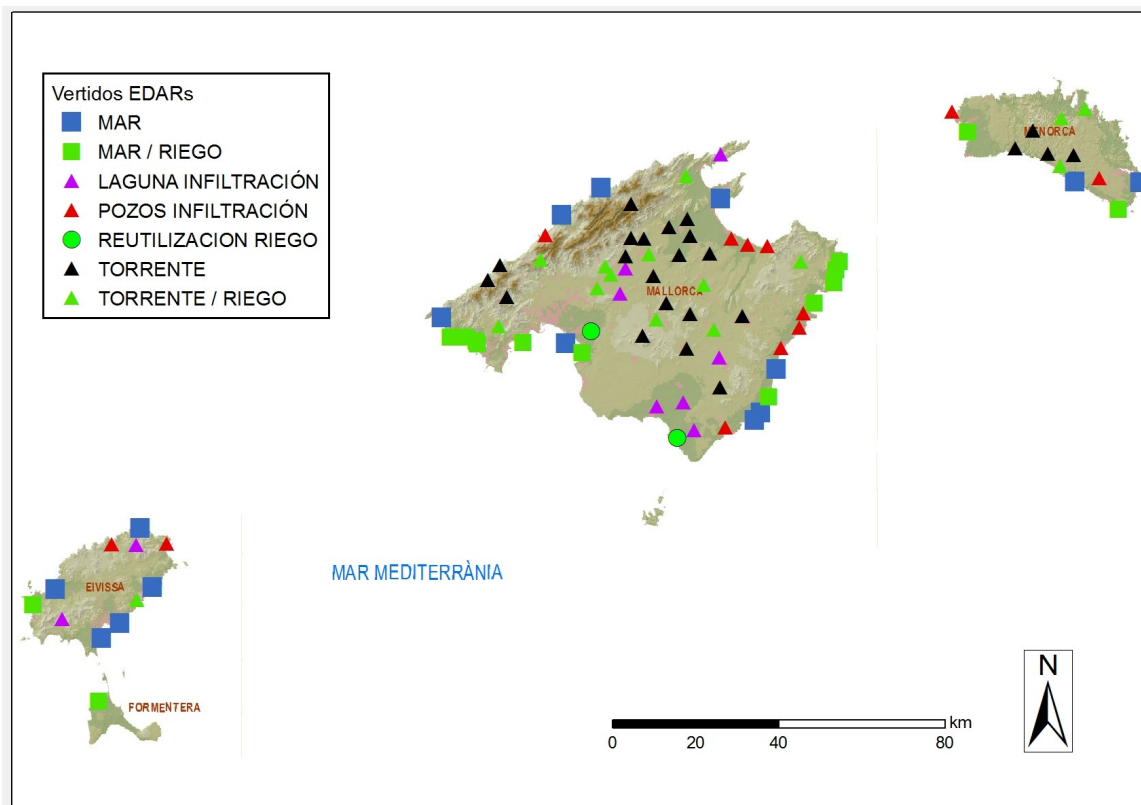 Vertidos EDARs
MAR
MAR / RIEGO
LAGUNA INFILTRACIÓN
POZOS INFILTRACIÓN
REUTILIZACION RIEGO
TORRENTE
TORRENTE / RIEGO
MENORCA
MALLORCA
EIVISSA
MAR MEDITERRÀNIA
FORMENTERA
N
km
0 20 40 80